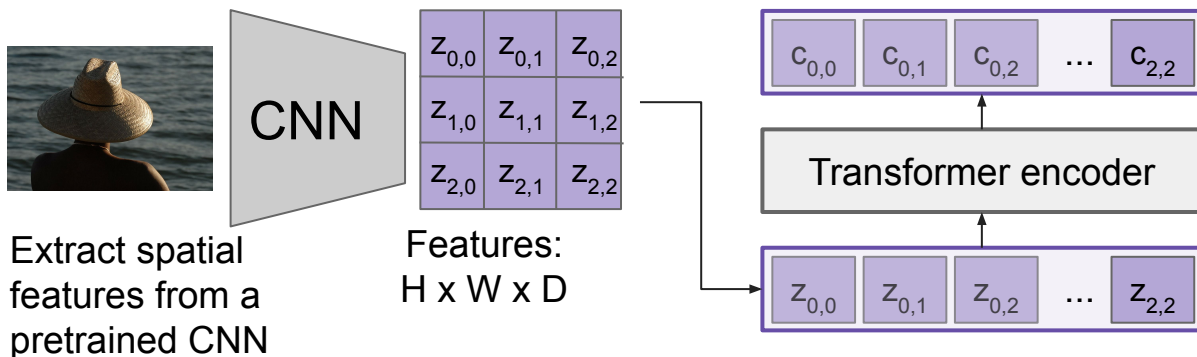 CNN
z0,0 z0,1 z0,2
z1,0 z1,1 z1,2
z2,0 z2,1 z2,2
Extract spatial
features from a
pretrained CNN
Features:
H x W x D
c0,0 c0,1 c0,2 ... c2,2
Transformer encoder
z0,0 z0,1 z0,2 ... z2,2